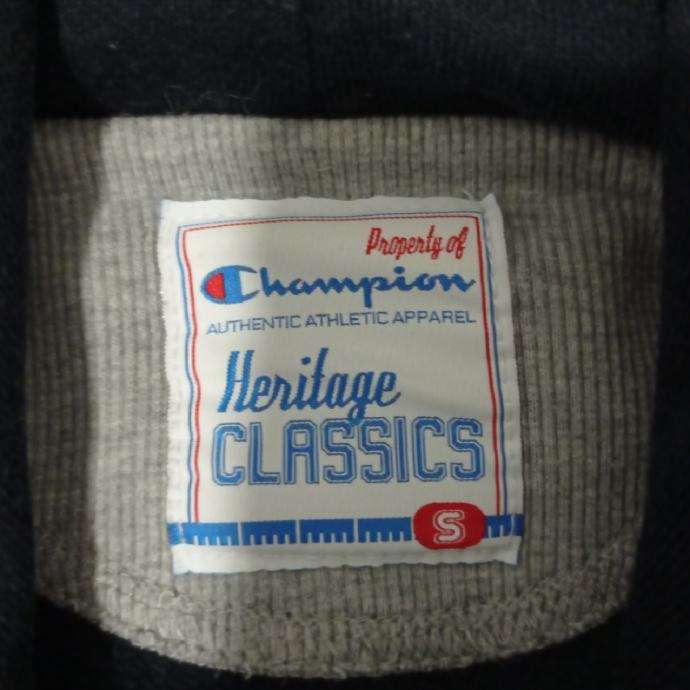 Property of
Champion
AUTHENTIC ATHLETIC APPAREL
Heritage
CLASSICS
S